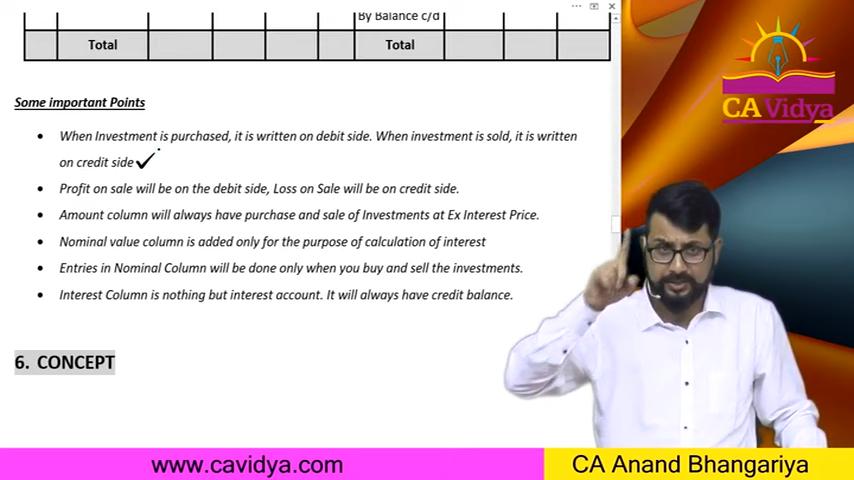 By Balance c/d
Total
Total
Some important Points
• When Investment is purchased, it is written on debit side. When investment is sold, it is written
on credit side
• Profit on sale will be on the debit side, Loss on Sale will be on credit side.
• Amount column will always have purchase and sale of Investments at Ex Interest Price.
• Nominal value column is added only for the purpose of calculation of interest
• Entries in Nominal Column will be done only when you buy and sell the investments.
• Interest Column is nothing but interest account. It will always have credit balance.
6. CONCEPT
CA Vidya
www.cavidya.com
CA Anand Bhangariya